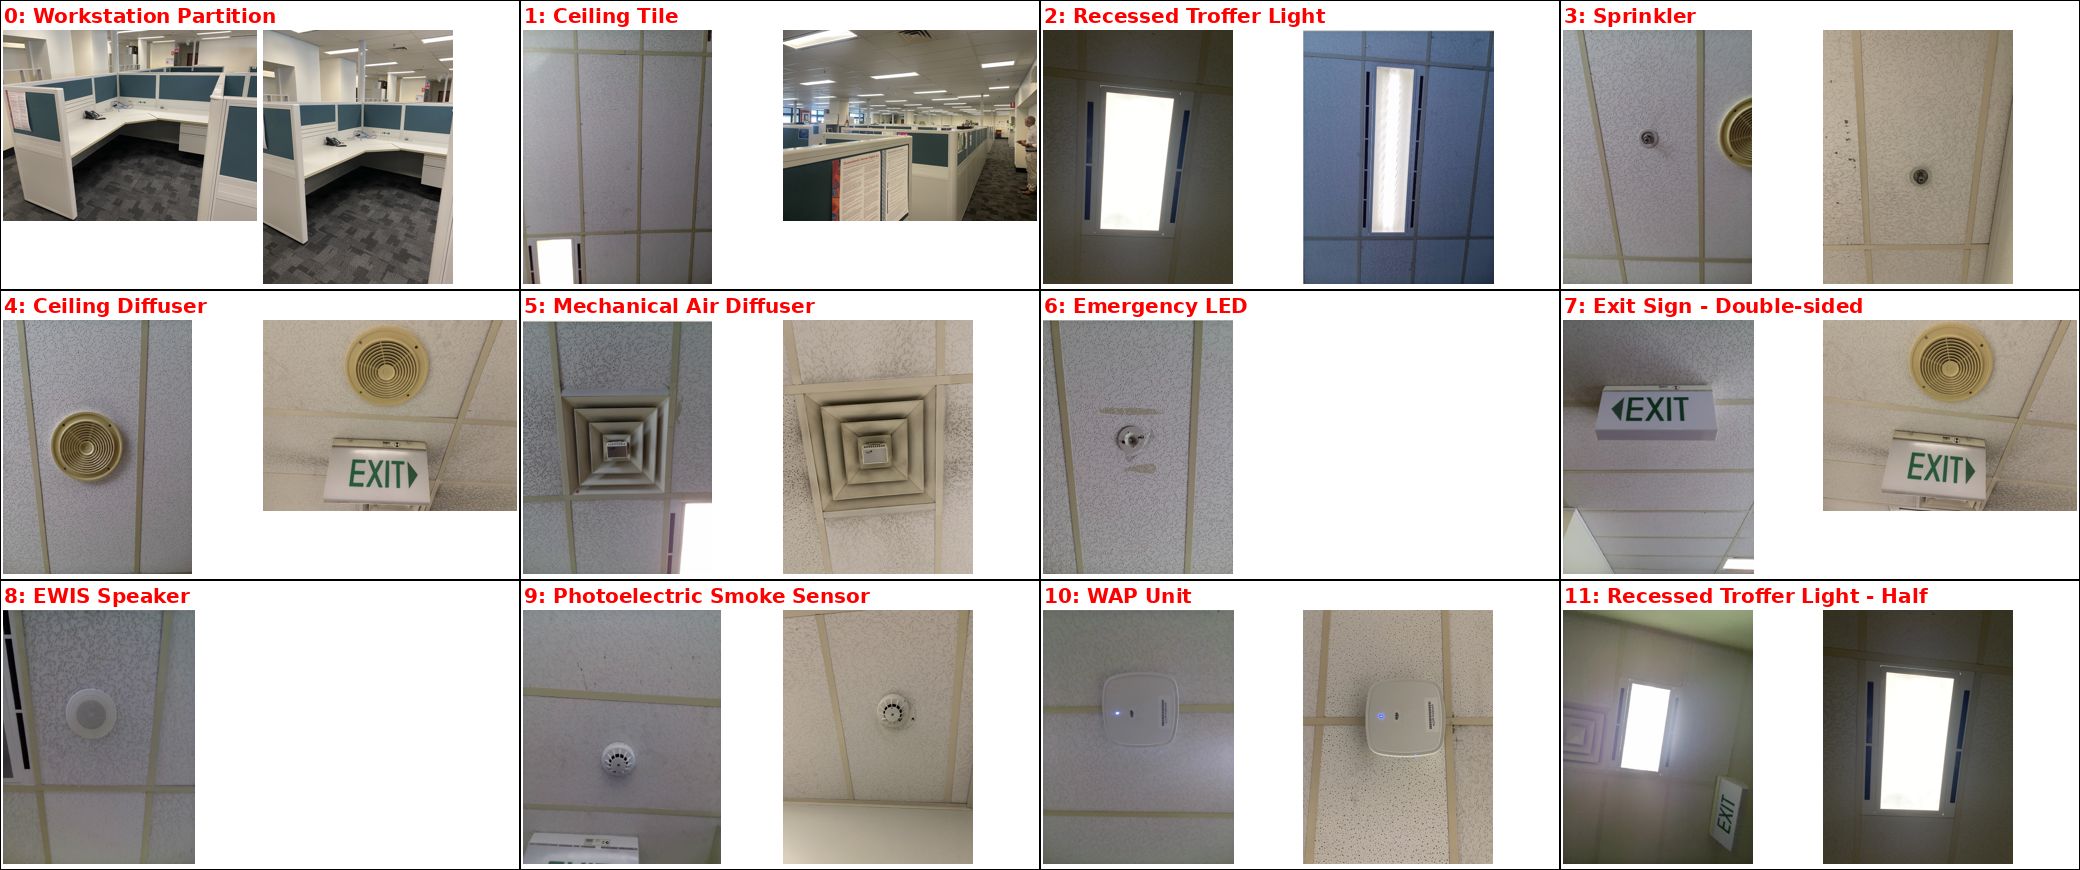 0: Workstation Partition
1: Ceiling Tile
2: Recessed Troffer Light
3: Sprinkler
4: Ceiling Diffuser
EXIT
5: Mechanical Air Diffuser
6: Emergency LED
7: Exit Sign - Double-sided
EXIT
EXIT
8: EWIS Speaker
9: Photoelectric Smoke Sensor
10: WAP Unit
11: Recessed Troffer Light - Half
EXIT